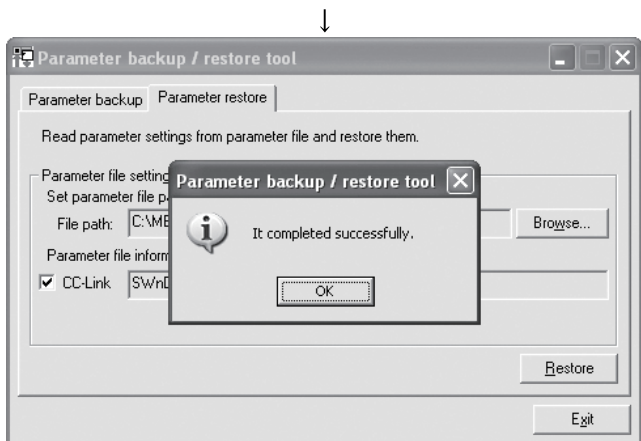 ↓
Parameter backup / restore tool
Parameter backup Parameter restore
Read parameter settings from parameter file and restore them.
Parameter file setting
Set parameter file pa
File path: C:\ME Browse...
Parameter file inform
CC-Link SWnD
Parameter backup / restore tool
It completed successfully.
OK
Restore
Exit